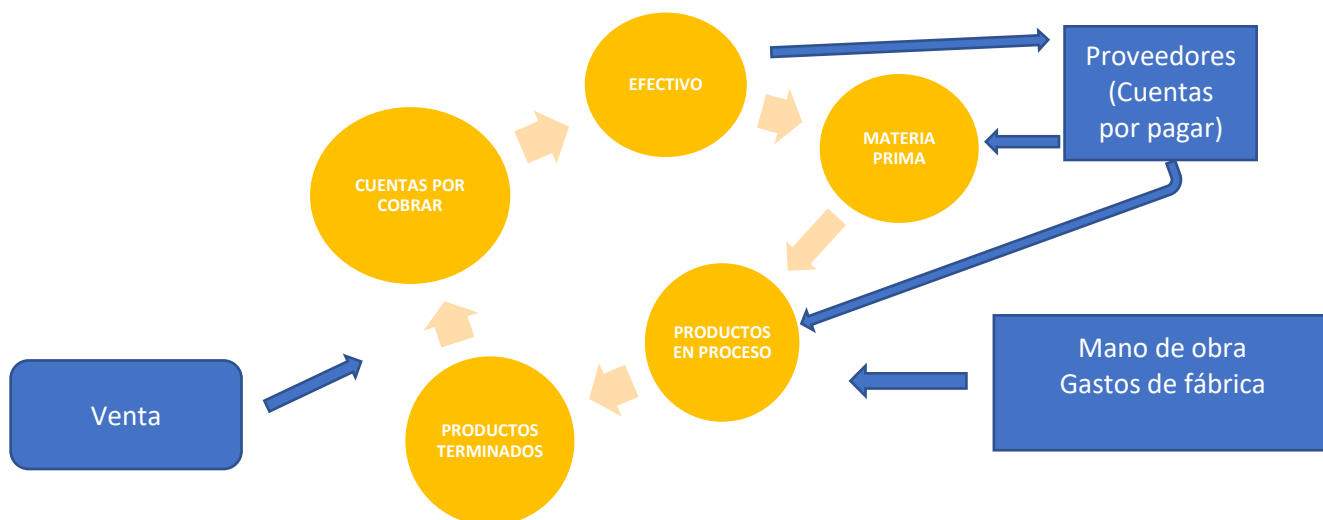 EFECTIVO
Proveedores
(Cuentas
por pagar)
MATERIA
PRIMA
CUENTAS POR
COBRAR
PRODUCTOS
EN PROCESO
Mano de obra
Gastos de fábrica
Venta
PRODUCTOS
TERMINADOS